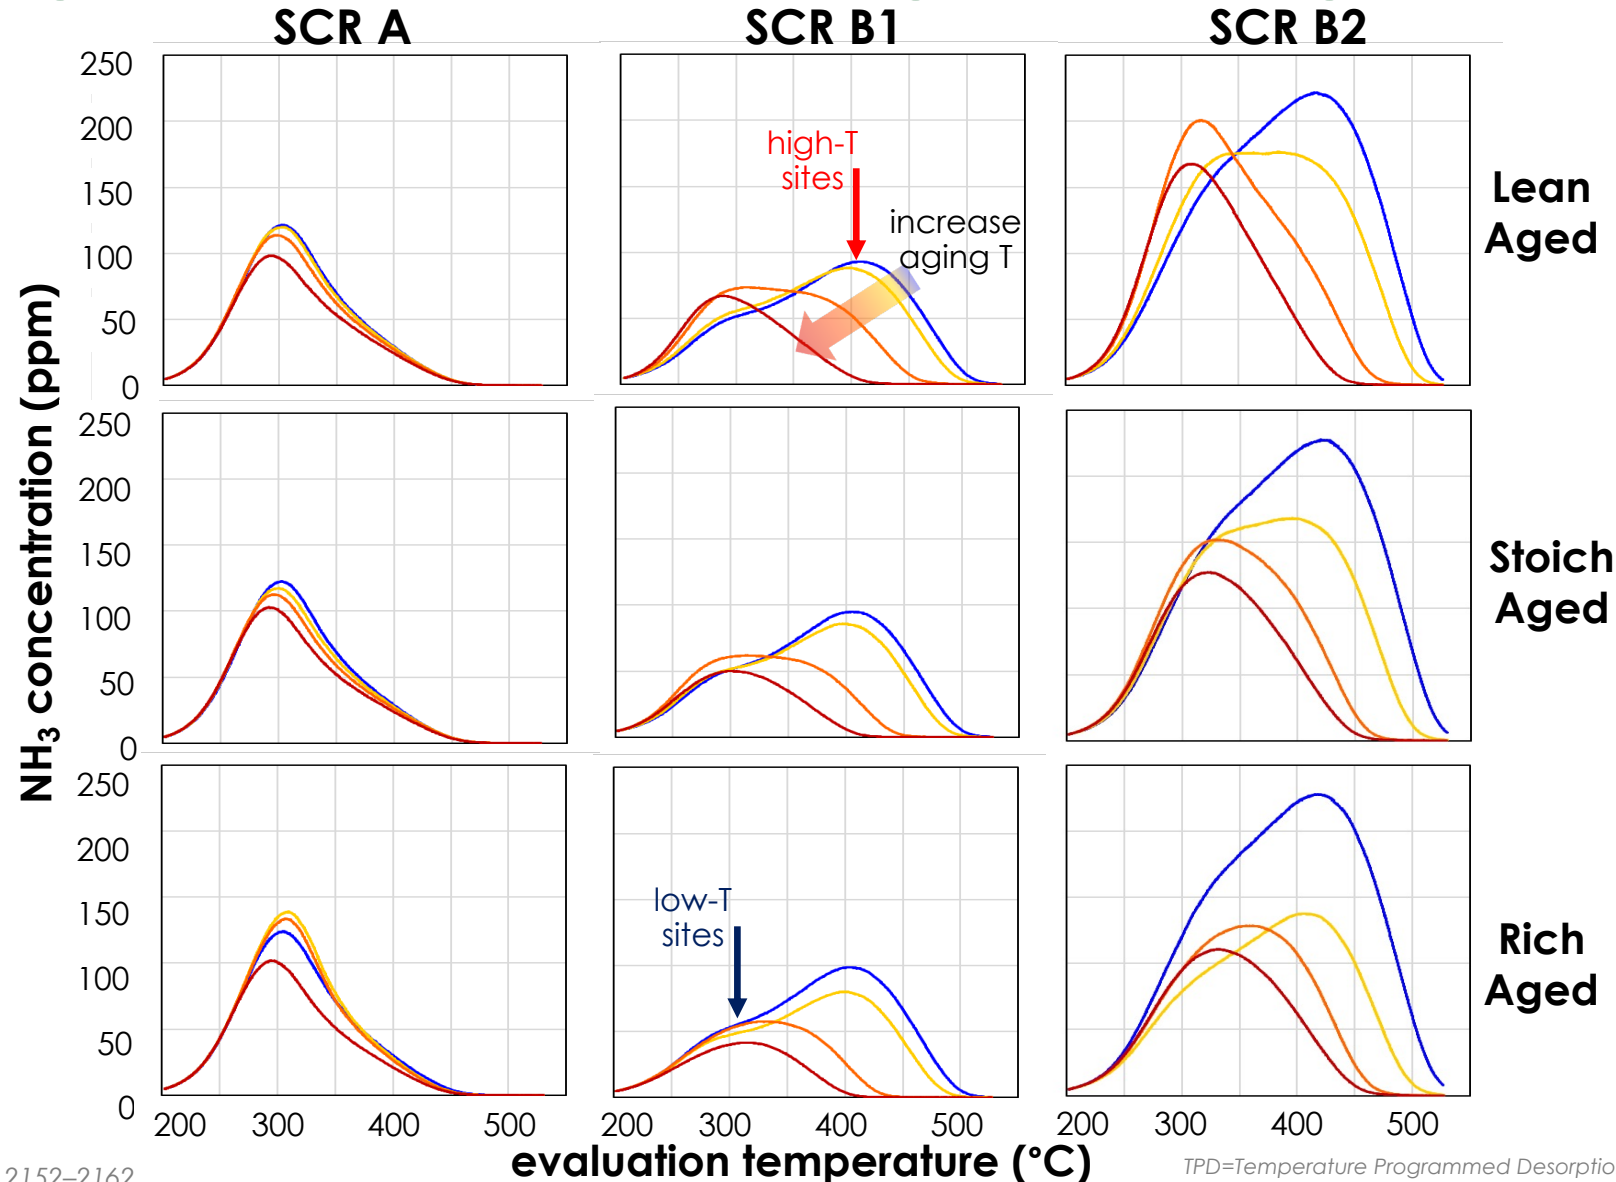 SCR A
SCR B1
SCR B2
250
200
150
100
50
0
high-T
sites
increase
aging T
Lean
Aged
NH₃ concentration (ppm)
250
200
150
100
50
0
Stoich
Aged
250
200
150
100
50
0
low-T
sites
Rich
Aged
200 300 400 500
200 300 400 500
200 300 400 500
evaluation temperature (°C)
2152–2162
TPD=Temperature Programmed Desorptio